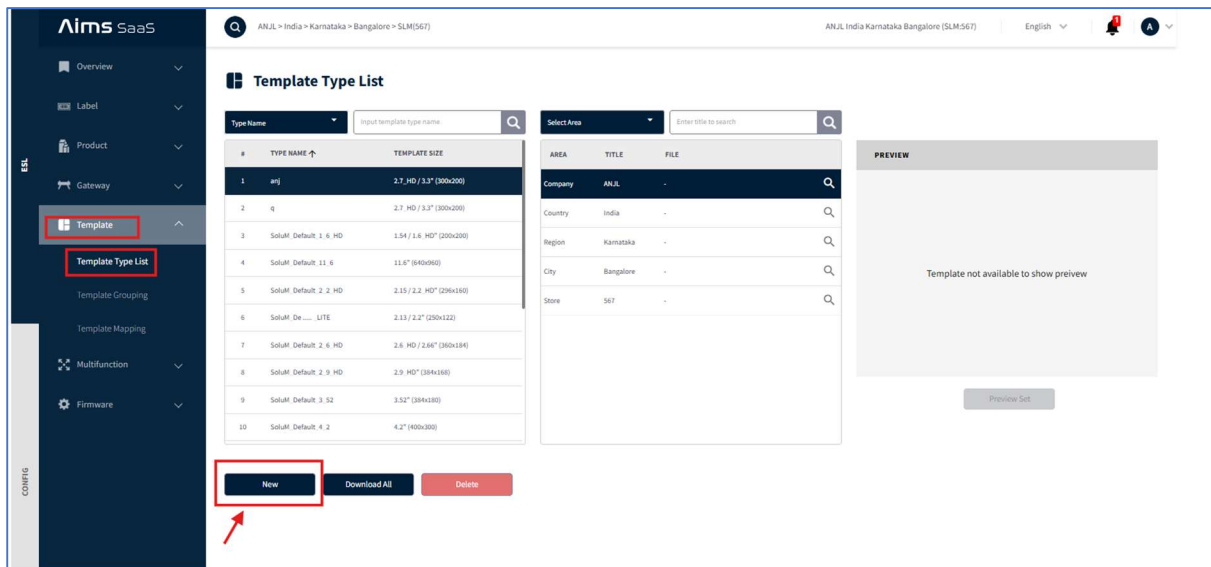 Aims SaaS
ANJL > India > Karnataka > Bangalore > SLM(567)
ANJL India Karnataka Bangalore (SLM:567)
English
1
A
ESL
CONFIG
Overview
Label
Product
Gateway
Template
Template Type List
Template Grouping
Template Mapping
Multifunction
Firmware
Template Type List
Type Name
Input template type name
Select Area
Enter title to search
# TYPE NAME TEMPLATE SIZE
1 anj 2.7_HD / 3.3" (300x200)
2 q 2.7_HD / 3.3" (300x200)
3 SoluM_Default_1_6_HD 1.54 / 1.6_HD" (200x200)
4 SoluM_Default_11_6 11.6" (640x960)
5 SoluM_Default_2_2_HD 2.15 / 2.2_HD" (296x160)
6 SoluM_De...... LITE 2.13 / 2.2" (250x122)
7 SoluM_Default_2_6_HD 2.6_HD / 2.66" (360x184)
8 SoluM_Default_2_9_HD 2.9_HD" (384x168)
9 SoluM_Default_3_52 3.52" (384x180)
10 SoluM_Default_4_2 4.2" (400x300)
AREA TITLE FILE
Company ANJL -
Country India -
Region Karnataka -
City Bangalore -
Store 567 -
PREVIEW
Template not available to show preivew
Preview Set
New
Download All
Delete